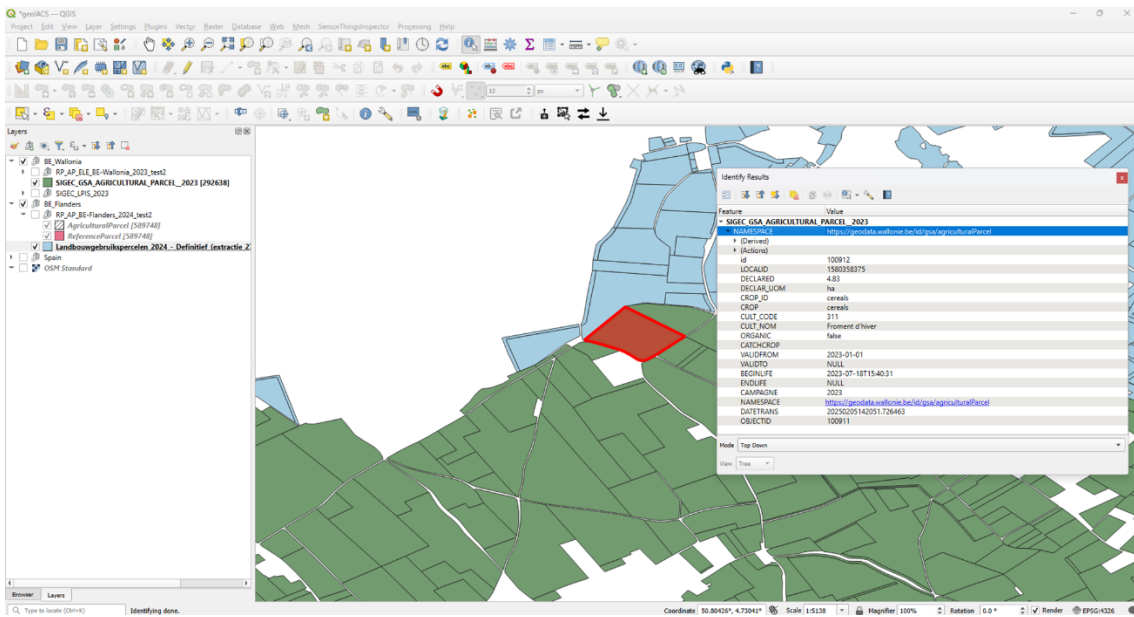 *geoIACS — QGIS
Project Edit View Layer Settings Plugins Vector Raster Database Web Mesh SensorThingsInspector Processing Help
12 px
Layers
BE_Wallonia
RP_AP_ELE_BE-Wallonia_2023_test2
SIGEC_GSA_AGRICULTURAL_PARCEL__2023 [292638]
SIGEC_LPIS_2023
BE_Flanders
RP_AP_BE-Flanders_2024_test2
AgriculturalParcel [589748]
ReferenceParcel [589748]
Landbouwgebruikspercelen 2024 - Definitief (extractie 2
Spain
OSM Standard
Identify Results
Feature Value
SIGEC_GSA_AGRICULTURAL_PARCEL__2023
NAMESPACE https://geodata.wallonie.be/id/gsa/agriculturalParcel
(Derived)
(Actions)
id 100912
LOCALID 1580358375
DECLARED 4.83
DECLAR_UOM ha
CROP_ID cereals
CROP cereals
CULT_CODE 311
CULT_NOM Froment d'hiver
ORGANIC false
CATCHCROP
VALIDFROM 2023-01-01
VALIDTO NULL
BEGINLIFE 2023-07-18T15:40:31
ENDLIFE NULL
CAMPAGNE 2023
NAMESPACE https://geodata.wallonie.be/id/gsa/agriculturalParcel
DATETRANS 20250205142051.726463
OBJECTID 100911
Mode Top Down
View Tree
Browser Layers
Type to locate (Ctrl+K) Identifying done. Coordinate 50.80426°, 4.73041° Scale 1:5138 Magnifier 100% Rotation 0.0 ° Render EPSG:4326